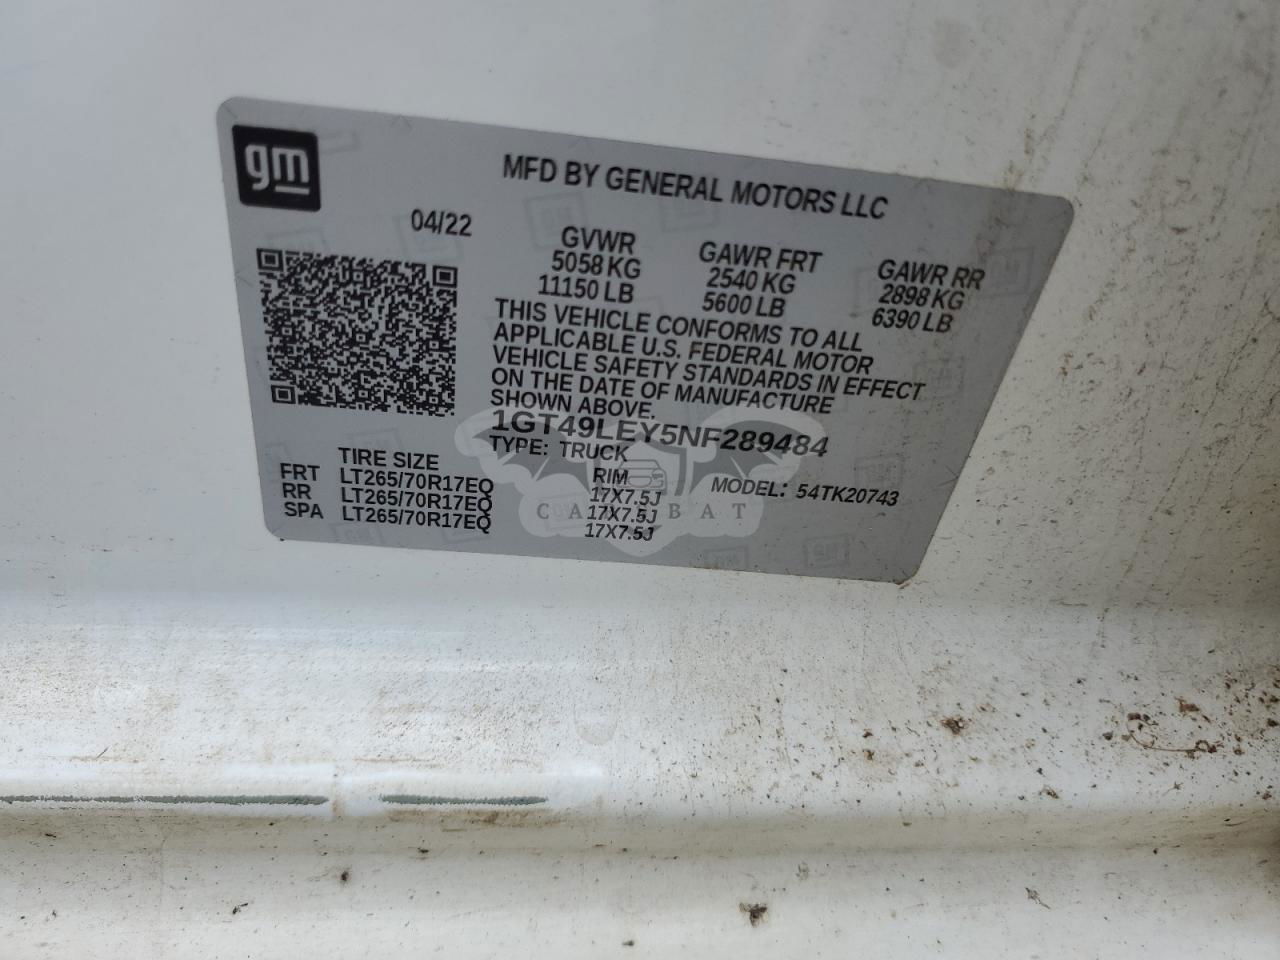 gm
MFD BY GENERAL MOTORS LLC
04/22
GVWR GAWR FRT GAWR RR
5058 KG 2540 KG 2898 KG
11150 LB 5600 LB 6390 LB
THIS VEHICLE CONFORMS TO ALL
APPLICABLE U.S. FEDERAL MOTOR
VEHICLE SAFETY STANDARDS IN EFFECT
ON THE DATE OF MANUFACTURE
SHOWN ABOVE.
1GT49LEY5NF289484
TYPE: TRUCK
MODEL: 54TK20743
TIRE SIZE RIM
FRT LT265/70R17EQ 17X7.5J
RR LT265/70R17EQ 17X7.5J
SPA LT265/70R17EQ 17X7.5J
CARBAT